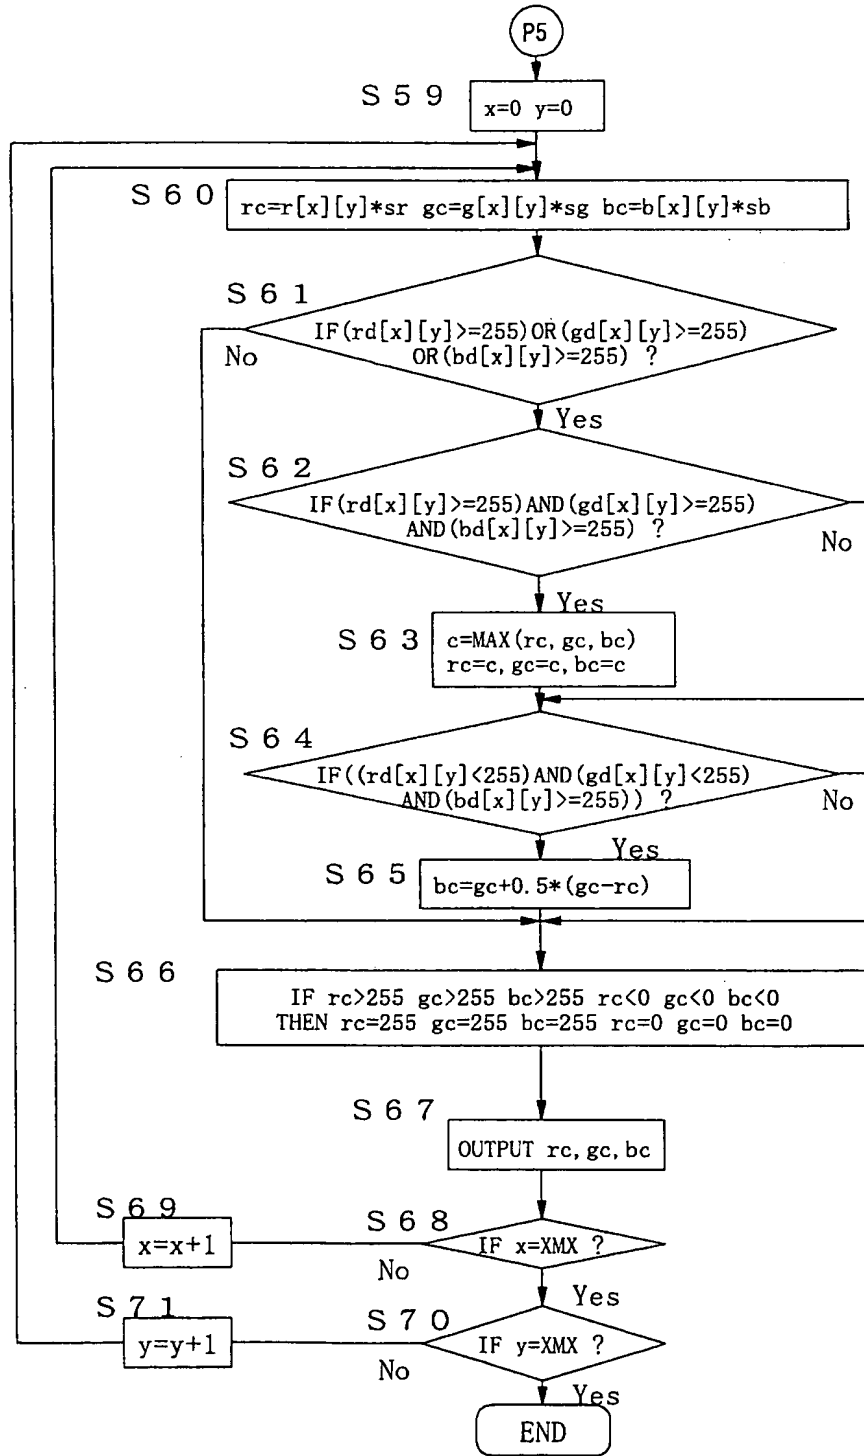 P5
S59
x=0 y=0
S60
rc=r[x][y]*sr gc=g[x][y]*sg bc=b[x][y]*sb
S61
IF(rd[x][y]>=255)OR(gd[x][y]>=255)
OR(bd[x][y]>=255) ?
No
Yes
S62
IF(rd[x][y]>=255)AND(gd[x][y]>=255)
AND(bd[x][y]>=255) ?
No
Yes
S63
c=MAX(rc,gc,bc)
rc=c,gc=c,bc=c
S64
IF((rd[x][y]<255)AND(gd[x][y]<255)
AND(bd[x][y]>=255)) ?
No
Yes
S65
bc=gc+0.5*(gc-rc)
S66
IF rc>255 gc>255 bc>255 rc<0 gc<0 bc<0
THEN rc=255 gc=255 bc=255 rc=0 gc=0 bc=0
S67
OUTPUT rc,gc,bc
S69
x=x+1
S68
IF x=XMX ?
No
Yes
S71
y=y+1
S70
IF y=XMX ?
No
Yes
END